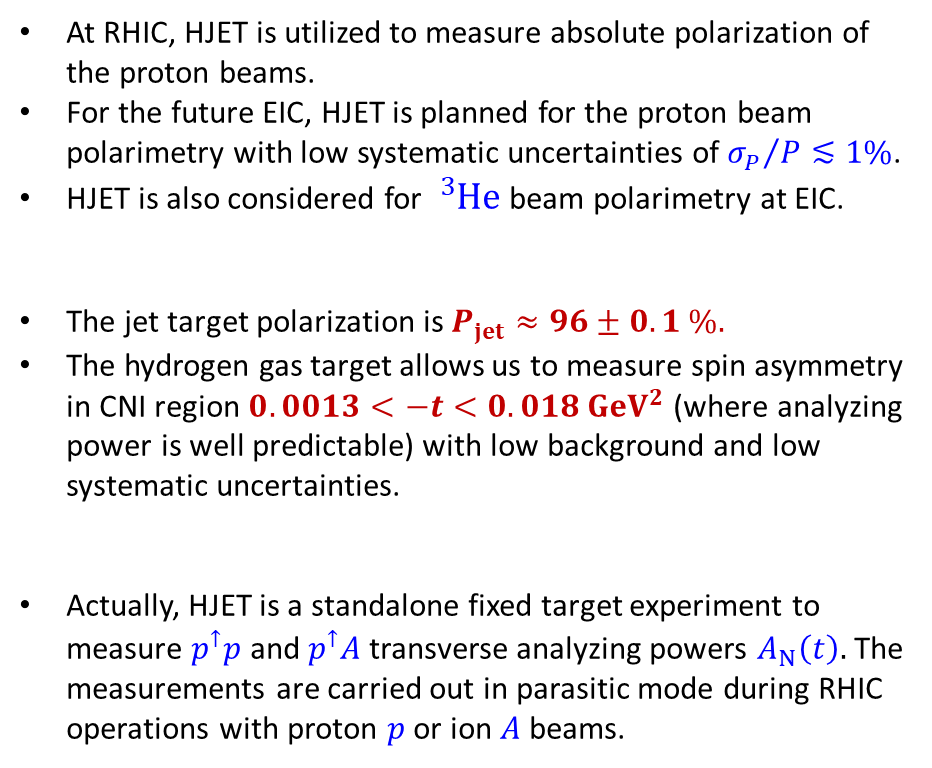 • At RHIC, HJET is utilized to measure absolute polarization of
the proton beams.
• For the future EIC, HJET is planned for the proton beam
polarimetry with low systematic uncertainties of σ_P/P ≲ 1%.
• HJET is also considered for ³He beam polarimetry at EIC.
• The jet target polarization is P_jet ≈ 96 ± 0.1 %.
• The hydrogen gas target allows us to measure spin asymmetry
in CNI region 0.0013 < −t < 0.018 GeV² (where analyzing
power is well predictable) with low background and low
systematic uncertainties.
• Actually, HJET is a standalone fixed target experiment to
measure p↑p and p↑A transverse analyzing powers A_N(t). The
measurements are carried out in parasitic mode during RHIC
operations with proton p or ion A beams.